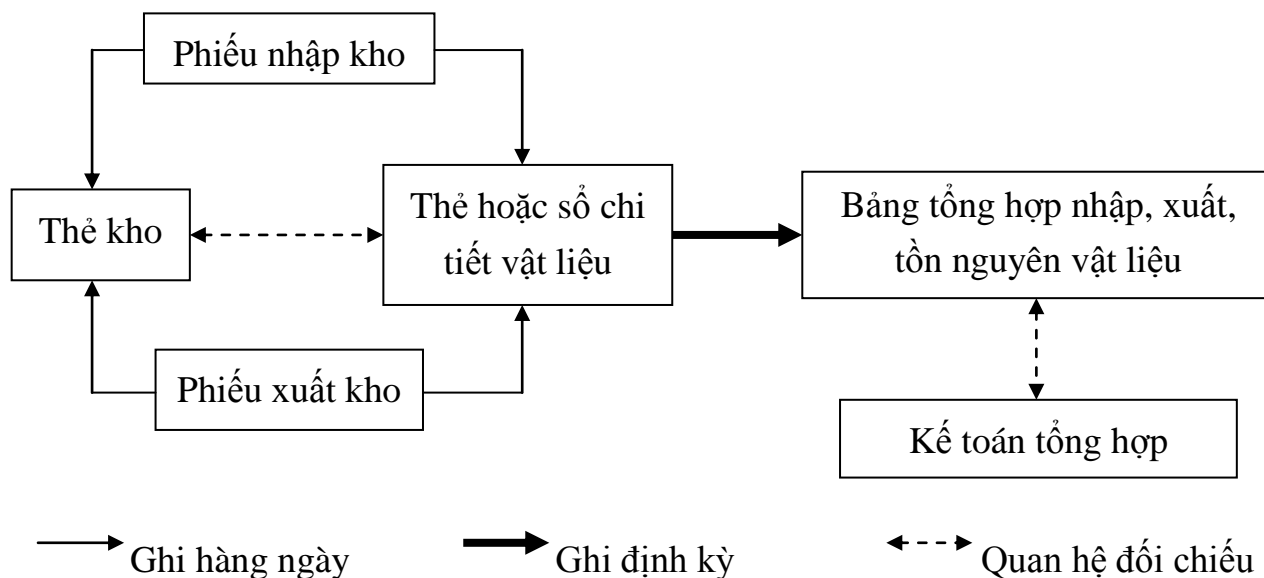 Phiếu nhập kho
Thẻ kho
Thẻ hoặc sổ chi
tiết vật liệu
Bảng tổng hợp nhập, xuất,
tồn nguyên vật liệu
Phiếu xuất kho
Kế toán tổng hợp
Ghi hàng ngày
Ghi định kỳ
Quan hệ đối chiếu